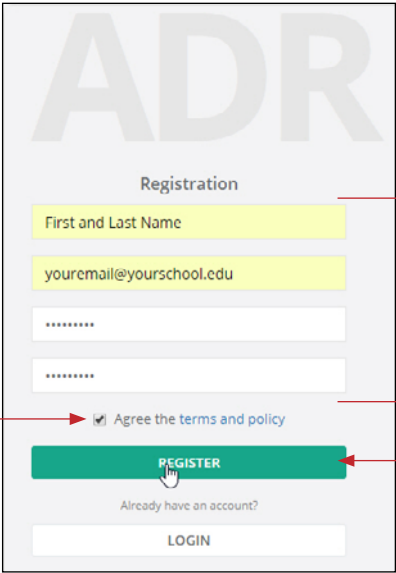 ADR
Registration
First and Last Name
youremail@yourschool.edu
•••••••••
•••••••••
Agree the terms and policy
REGISTER
Already have an account?
LOGIN